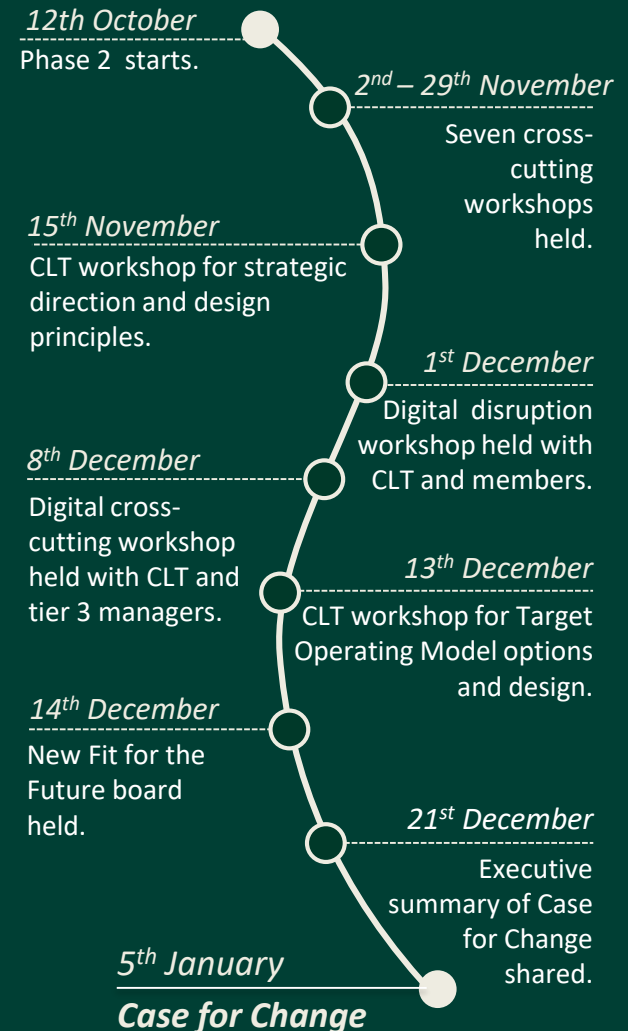 12th October
Phase 2 starts.
2nd – 29th November
Seven cross-
cutting
workshops
held.
15th November
CLT workshop for strategic
direction and design
principles.
1st December
Digital disruption
workshop held with
CLT and members.
8th December
Digital cross-
cutting workshop
held with CLT and
tier 3 managers.
13th December
CLT workshop for Target
Operating Model options
and design.
14th December
New Fit for the
Future board
held.
21st December
Executive
summary of Case
for Change
shared.
5th January
Case for Change